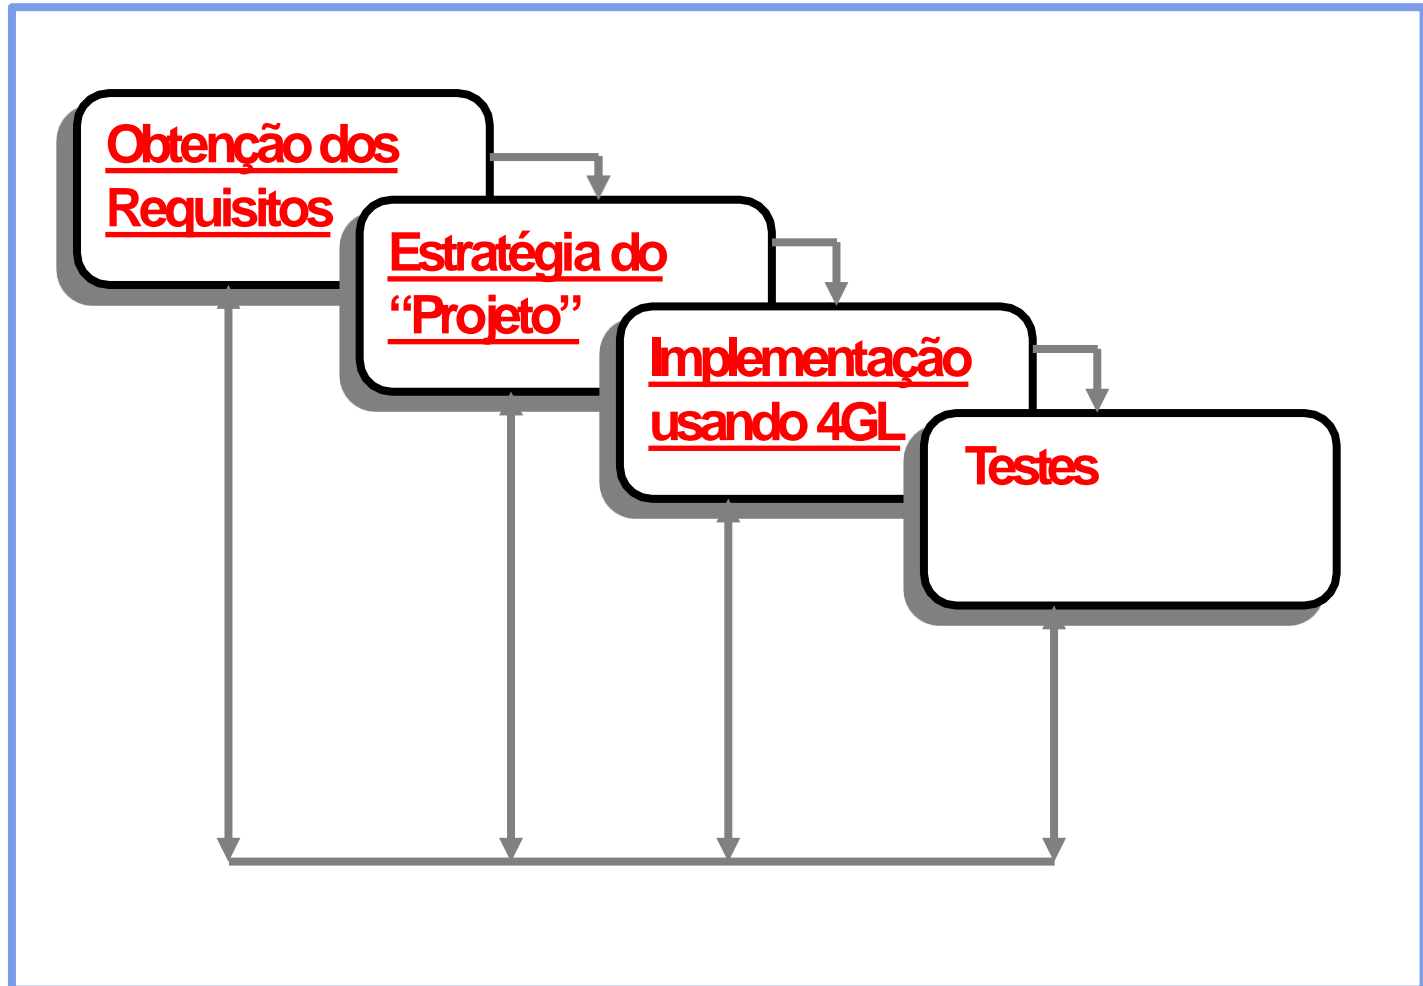 Obtenção dos
Requisitos
Estratégia do
“Projeto”
Implementação
usando 4GL
Testes